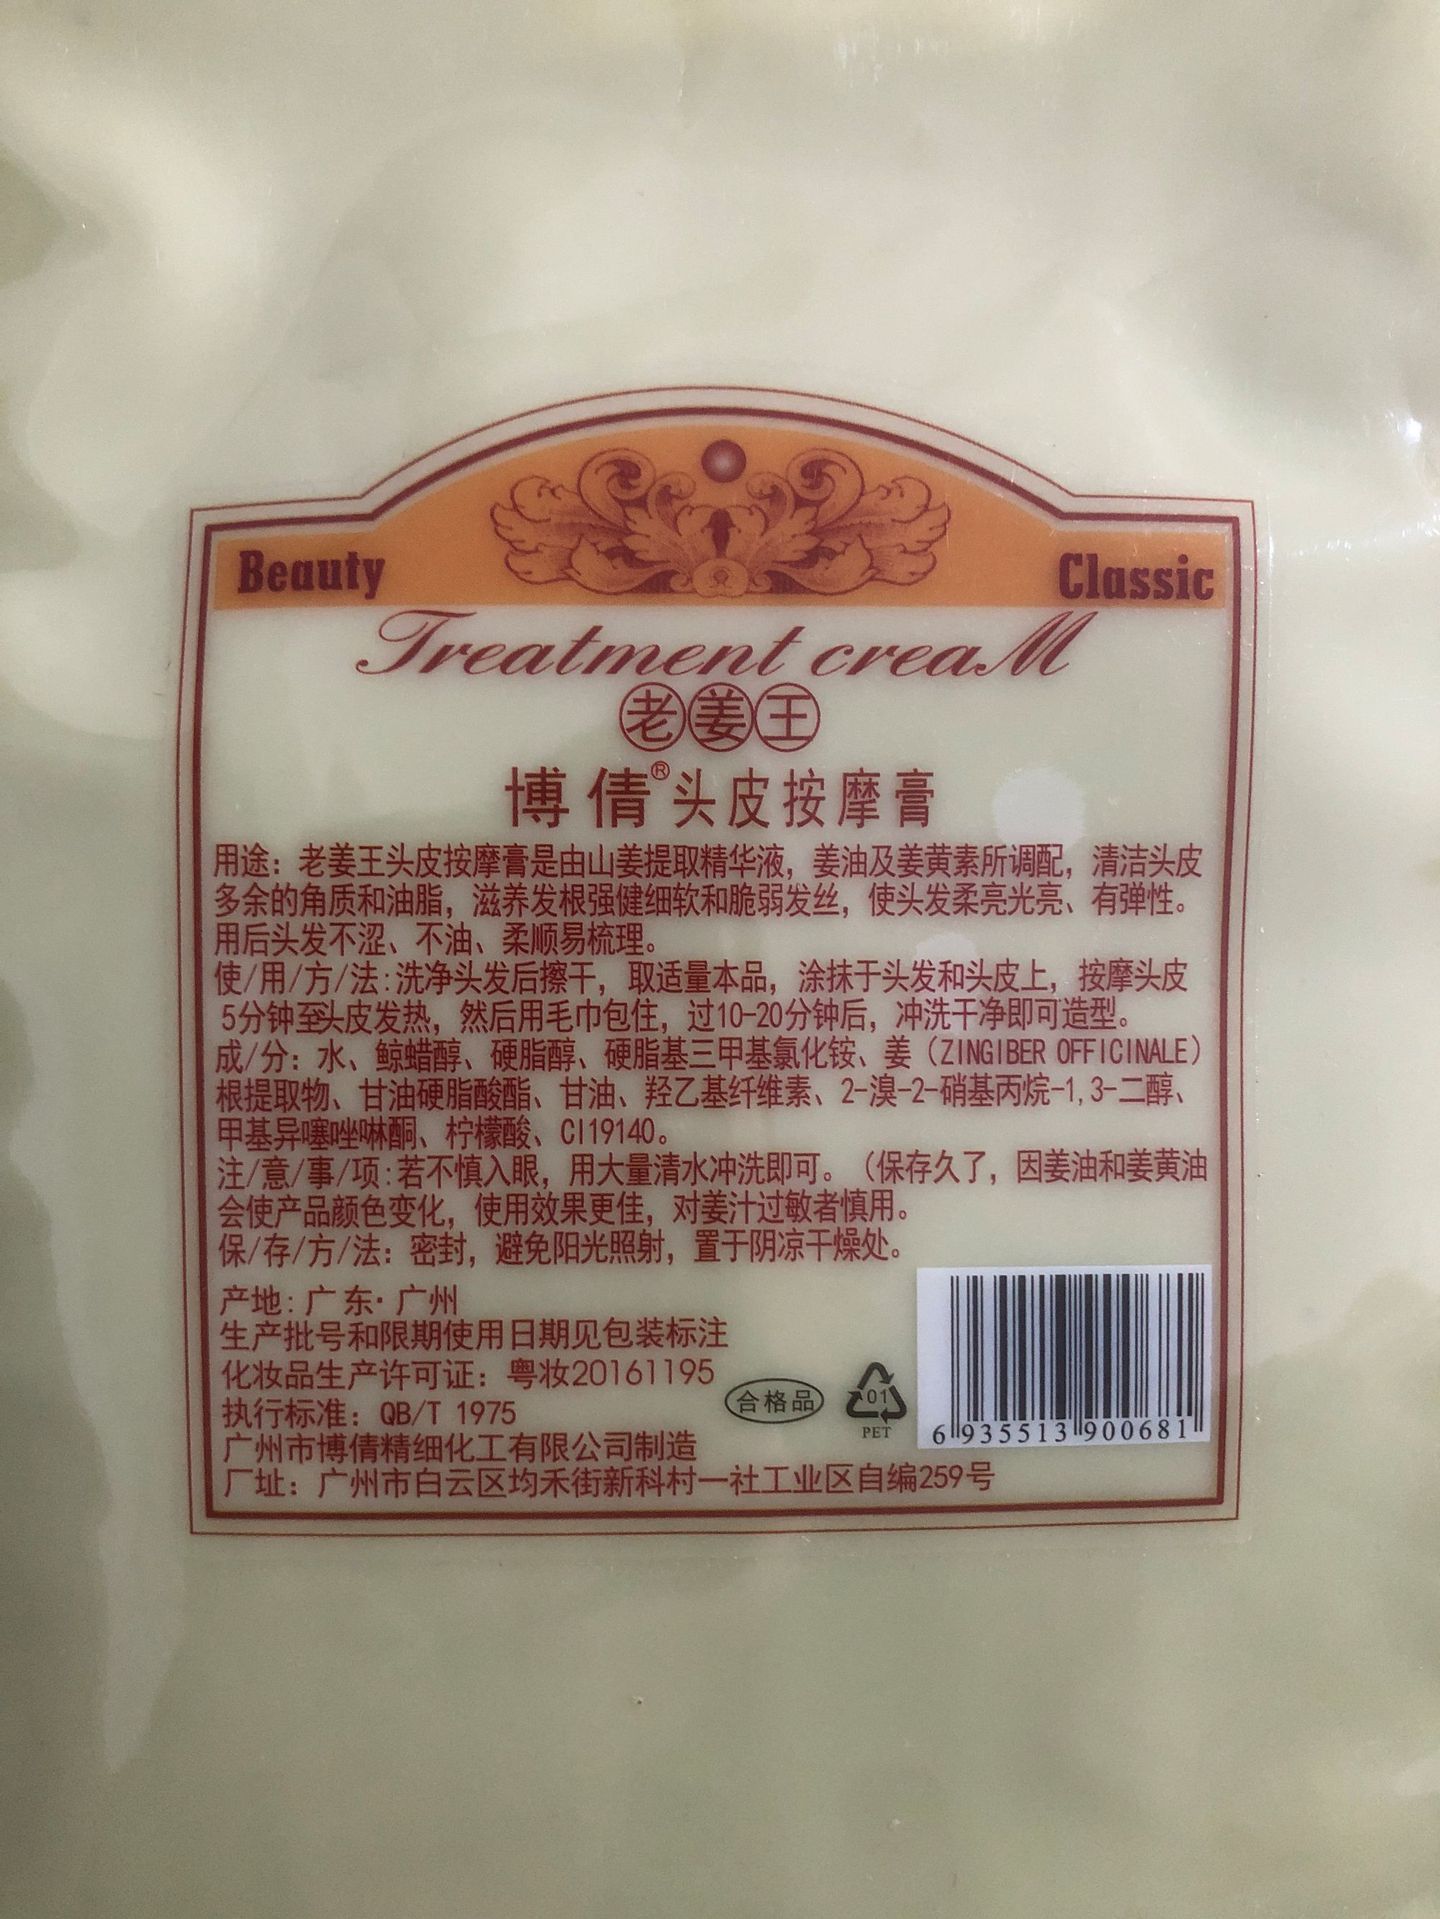 Beauty Classic
Treatment creaM
老姜王
博倩®头皮按摩膏
用途：老姜王头皮按摩膏是由山姜提取精华液，姜油及姜黄素所调配，清洁头皮
多余的角质和油脂，滋养发根强健细软和脆弱发丝，使头发柔亮光亮、有弹性。
用后头发不涩、不油、柔顺易梳理。
使/用/方/法:洗净头发后擦干，取适量本品，涂抹于头发和头皮上，按摩头皮
5分钟至头皮发热，然后用毛巾包住，过10-20分钟后，冲洗干净即可造型。
成/分：水、鲸蜡醇、硬脂醇、硬脂基三甲基氯化铵、姜（ZINGIBER OFFICINALE）
根提取物、甘油硬脂酸酯、甘油、羟乙基纤维素、2-溴-2-硝基丙烷-1,3-二醇、
甲基异噻唑啉酮、柠檬酸、CI19140。
注/意/事/项:若不慎入眼，用大量清水冲洗即可。（保存久了，因姜油和姜黄油
会使产品颜色变化，使用效果更佳，对姜汁过敏者慎用。
保/存/方/法：密封，避免阳光照射，置于阴凉干燥处。
产地:广东·广州
生产批号和限期使用日期见包装标注
化妆品生产许可证：粤妆20161195
执行标准：QB/T 1975
合格品
01
PET
6 935513 900681
广州市博倩精细化工有限公司制造
厂址：广州市白云区均禾街新科村一社工业区自编259号